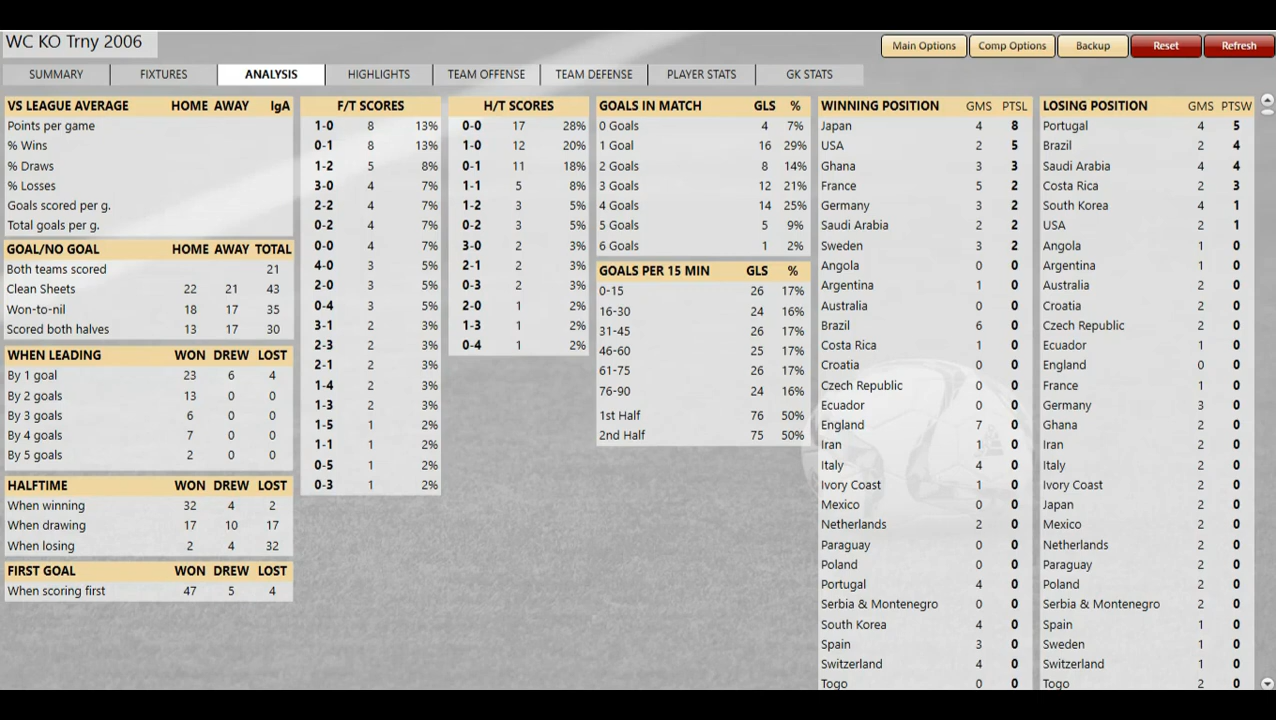 WC KO Trny 2006
Main Options Comp Options Backup Reset Refresh
SUMMARY FIXTURES ANALYSIS HIGHLIGHTS TEAM OFFENSE TEAM DEFENSE PLAYER STATS GK STATS
VS LEAGUE AVERAGE HOME AWAY lgA
Points per game
% Wins
% Draws
% Losses
Goals scored per g.
Total goals per g.
GOAL/NO GOAL HOME AWAY TOTAL
Both teams scored 21
Clean Sheets 22 21 43
Won-to-nil 18 17 35
Scored both halves 13 17 30
WHEN LEADING WON DREW LOST
By 1 goal 23 6 4
By 2 goals 13 0 0
By 3 goals 6 0 0
By 4 goals 7 0 0
By 5 goals 2 0 0
HALFTIME WON DREW LOST
When winning 32 4 2
When drawing 17 10 17
When losing 2 4 32
FIRST GOAL WON DREW LOST
When scoring first 47 5 4
F/T SCORES
1-0 8 13%
0-1 8 13%
1-2 5 8%
3-0 4 7%
2-2 4 7%
0-2 4 7%
0-0 4 7%
4-0 3 5%
2-0 3 5%
0-4 3 5%
3-1 2 3%
2-3 2 3%
2-1 2 3%
1-4 2 3%
1-3 2 3%
1-5 1 2%
1-1 1 2%
0-5 1 2%
0-3 1 2%
H/T SCORES
0-0 17 28%
1-0 12 20%
0-1 11 18%
1-1 5 8%
1-2 3 5%
0-2 3 5%
3-0 2 3%
2-1 2 3%
0-3 2 3%
2-0 1 2%
1-3 1 2%
0-4 1 2%
GOALS IN MATCH GLS %
0 Goals 4 7%
1 Goal 16 29%
2 Goals 8 14%
3 Goals 12 21%
4 Goals 14 25%
5 Goals 5 9%
6 Goals 1 2%
GOALS PER 15 MIN GLS %
0-15 26 17%
16-30 24 16%
31-45 26 17%
46-60 25 17%
61-75 26 17%
76-90 24 16%
1st Half 76 50%
2nd Half 75 50%
WINNING POSITION GMS PTSL
Japan 4 8
USA 2 5
Ghana 3 3
France 5 2
Germany 3 2
Saudi Arabia 2 2
Sweden 3 2
Angola 0 0
Argentina 1 0
Australia 0 0
Brazil 6 0
Costa Rica 1 0
Croatia 0 0
Czech Republic 0 0
Ecuador 0 0
England 7 0
Iran 1 0
Italy 4 0
Ivory Coast 1 0
Mexico 0 0
Netherlands 2 0
Paraguay 0 0
Poland 0 0
Portugal 4 0
Serbia & Montenegro 0 0
South Korea 4 0
Spain 3 0
Switzerland 4 0
Togo 0 0
LOSING POSITION GMS PTSW
Portugal 4 5
Brazil 2 4
Saudi Arabia 4 4
Costa Rica 2 3
South Korea 4 1
USA 2 1
Angola 1 0
Argentina 1 0
Australia 2 0
Croatia 2 0
Czech Republic 2 0
Ecuador 1 0
England 0 0
France 1 0
Germany 3 0
Ghana 2 0
Iran 2 0
Italy 2 0
Ivory Coast 2 0
Japan 2 0
Mexico 2 0
Netherlands 2 0
Paraguay 2 0
Poland 2 0
Serbia & Montenegro 2 0
Spain 1 0
Sweden 1 0
Switzerland 1 0
Togo 2 0